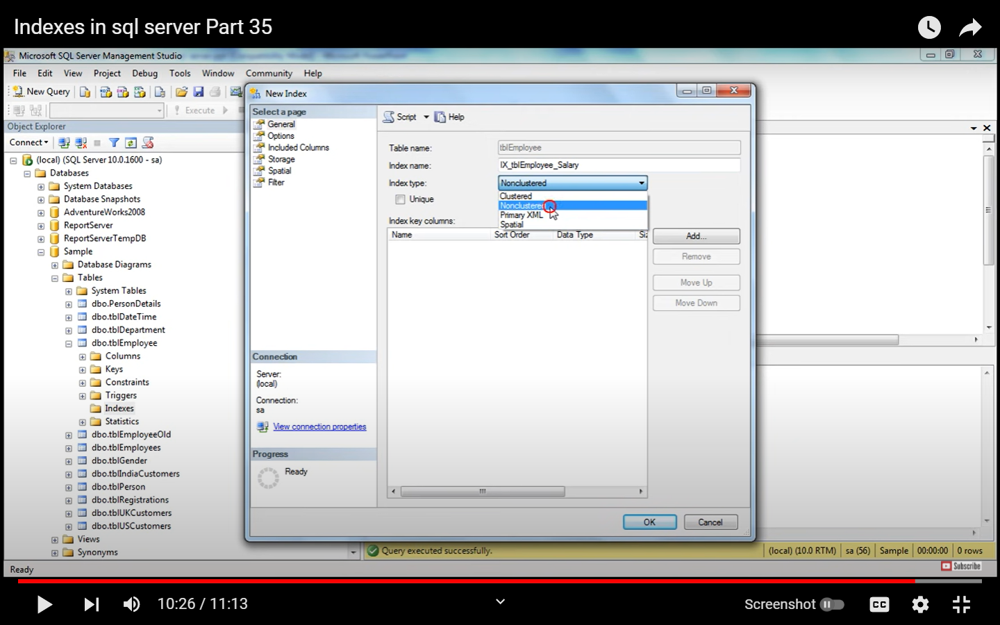 Indexes in sql server Part 35
Microsoft SQL Server Management Studio
File Edit View Project Debug Tools Window Community Help
New Query
Execute
Object Explorer
Connect
(local) (SQL Server 10.0.1600 - sa)
Databases
System Databases
Database Snapshots
AdventureWorks2008
ReportServer
ReportServerTempDB
Sample
Database Diagrams
Tables
System Tables
dbo.PersonDetails
dbo.tblDateTime
dbo.tblDepartment
dbo.tblEmployee
Columns
Keys
Constraints
Triggers
Indexes
Statistics
dbo.tblEmployeeOld
dbo.tblEmployees
dbo.tblGender
dbo.tblIndiaCustomers
dbo.tblPerson
dbo.tblRegistrations
dbo.tblUKCustomers
dbo.tblUSCustomers
Views
Synonyms
New Index
Select a page
General
Options
Included Columns
Storage
Spatial
Filter
Connection
Server:
(local)
Connection:
sa
View connection properties
Progress
Ready
Script Help
Table name: tblEmployee
Index name: IX_tblEmployee_Salary
Index type: Nonclustered
Clustered
Nonclustered
Primary XML
Spatial
Unique
Index key columns:
Name Sort Order Data Type
Add...
Remove
Move Up
Move Down
OK Cancel
Query executed successfully. (local) (10.0 RTM) sa (56) Sample 00:00:00 0 rows
Ready
Subscribe
10:26 / 11:13 Screenshot CC